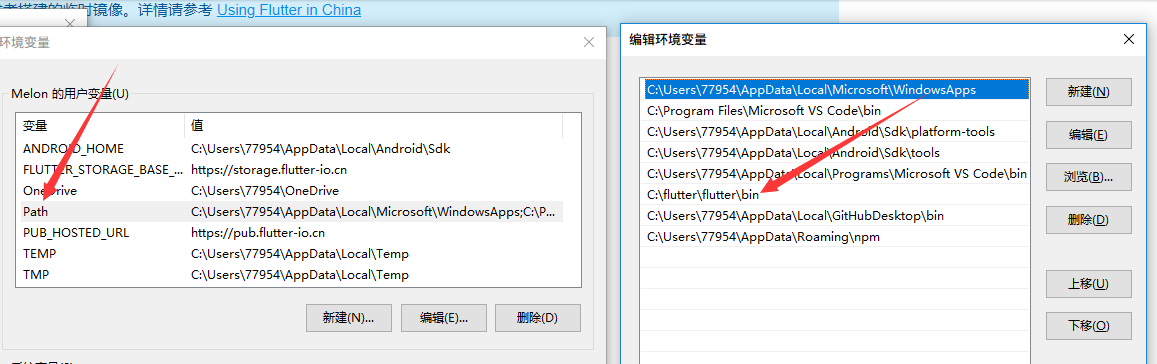 考搭建的临时镜像。详情请参考 Using Flutter in China
环境变量
Melon 的用户变量(U)
变量 值
ANDROID_HOME C:\Users\77954\AppData\Local\Android\Sdk
FLUTTER_STORAGE_BASE_... https://storage.flutter-io.cn
OneDrive C:\Users\77954\OneDrive
Path C:\Users\77954\AppData\Local\Microsoft\WindowsApps;C:\P...
PUB_HOSTED_URL https://pub.flutter-io.cn
TEMP C:\Users\77954\AppData\Local\Temp
TMP C:\Users\77954\AppData\Local\Temp
新建(N)... 编辑(E)... 删除(D)
编辑环境变量
C:\Users\77954\AppData\Local\Microsoft\WindowsApps
C:\Program Files\Microsoft VS Code\bin
C:\Users\77954\AppData\Local\Android\Sdk\platform-tools
C:\Users\77954\AppData\Local\Android\Sdk\tools
C:\Users\77954\AppData\Local\Programs\Microsoft VS Code\bin
C:\flutter\flutter\bin
C:\Users\77954\AppData\Local\GitHubDesktop\bin
C:\Users\77954\AppData\Roaming\npm
新建(N)
编辑(E)
浏览(B)...
删除(D)
上移(U)
下移(O)